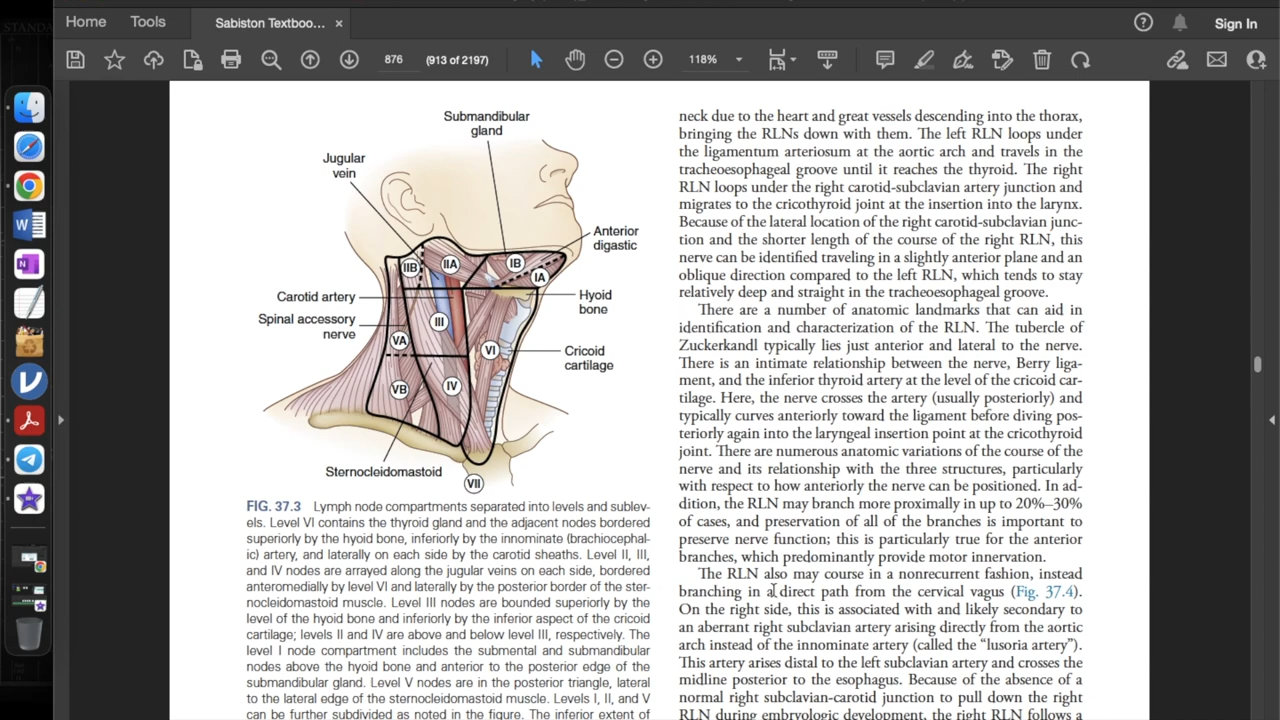 Home
Tools
Sabiston Textboo... ×
Sign In
876
(913 of 2197)
118%
Submandibular
gland
Jugular
vein
Anterior
digastic
IIB
IIA
IB
IA
Carotid artery
Hyoid
bone
Spinal accessory
nerve
III
VA
VI
Cricoid
cartilage
VB
IV
Sternocleidomastoid
VII
FIG. 37.3 Lymph node compartments separated into levels and sublev-
els. Level VI contains the thyroid gland and the adjacent nodes bordered
superiorly by the hyoid bone, inferiorly by the innominate (brachiocephal-
ic) artery, and laterally on each side by the carotid sheaths. Level II, III,
and IV nodes are arrayed along the jugular veins on each side, bordered
anteromedially by level VI and laterally by the posterior border of the ster-
nocleidomastoid muscle. Level III nodes are bounded superiorly by the
level of the hyoid bone and inferiorly by the inferior aspect of the cricoid
cartilage; levels II and IV are above and below level III, respectively. The
level I node compartment includes the submental and submandibular
nodes above the hyoid bone and anterior to the posterior edge of the
submandibular gland. Level V nodes are in the posterior triangle, lateral
to the lateral edge of the sternocleidomastoid muscle. Levels I, II, and V
can be further subdivided as noted in the figure. The inferior extent of
neck due to the heart and great vessels descending into the thorax,
bringing the RLNs down with them. The left RLN loops under
the ligamentum arteriosum at the aortic arch and travels in the
tracheoesophageal groove until it reaches the thyroid. The right
RLN loops under the right carotid-subclavian artery junction and
migrates to the cricothyroid joint at the insertion into the larynx.
Because of the lateral location of the right carotid-subclavian junc-
tion and the shorter length of the course of the right RLN, this
nerve can be identified traveling in a slightly anterior plane and an
oblique direction compared to the left RLN, which tends to stay
relatively deep and straight in the tracheoesophageal groove.
There are a number of anatomic landmarks that can aid in
identification and characterization of the RLN. The tubercle of
Zuckerkandl typically lies just anterior and lateral to the nerve.
There is an intimate relationship between the nerve, Berry liga-
ment, and the inferior thyroid artery at the level of the cricoid car-
tilage. Here, the nerve crosses the artery (usually posteriorly) and
typically curves anteriorly toward the ligament before diving pos-
teriorly again into the laryngeal insertion point at the cricothyroid
joint. There are numerous anatomic variations of the course of the
nerve and its relationship with the three structures, particularly
with respect to how anteriorly the nerve can be positioned. In ad-
dition, the RLN may branch more proximally in up to 20%–30%
of cases, and preservation of all of the branches is important to
preserve nerve function; this is particularly true for the anterior
branches, which predominantly provide motor innervation.
The RLN also may course in a nonrecurrent fashion, instead
branching in a direct path from the cervical vagus (Fig. 37.4).
On the right side, this is associated with and likely secondary to
an aberrant right subclavian artery arising directly from the aortic
arch instead of the innominate artery (called the “lusoria artery”).
This artery arises distal to the left subclavian artery and crosses the
midline posterior to the esophagus. Because of the absence of a
normal right subclavian-carotid junction to pull down the right
RLN during embryologic development, the right RLN follows a